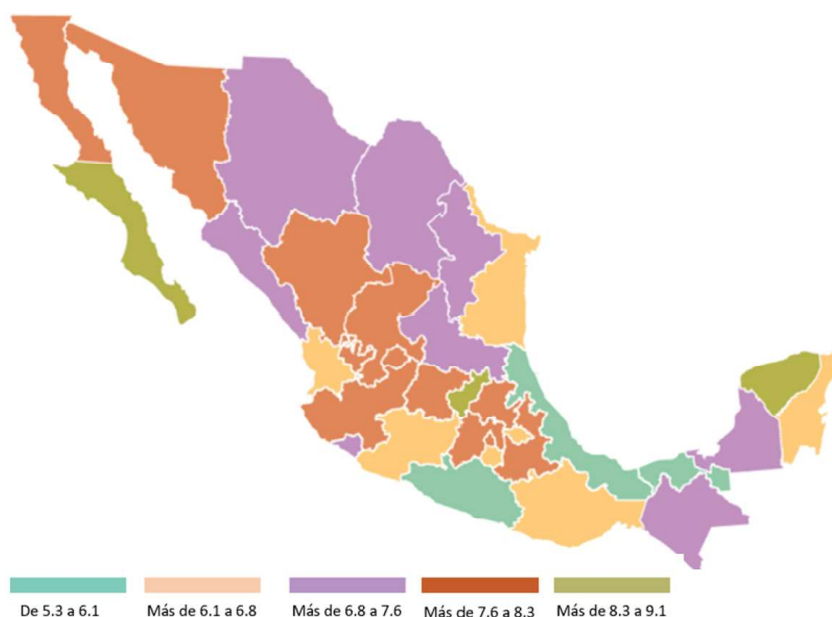 De 5.3 a 6.1
Más de 6.1 a 6.8
Más de 6.8 a 7.6
Más de 7.6 a 8.3
Más de 8.3 a 9.1